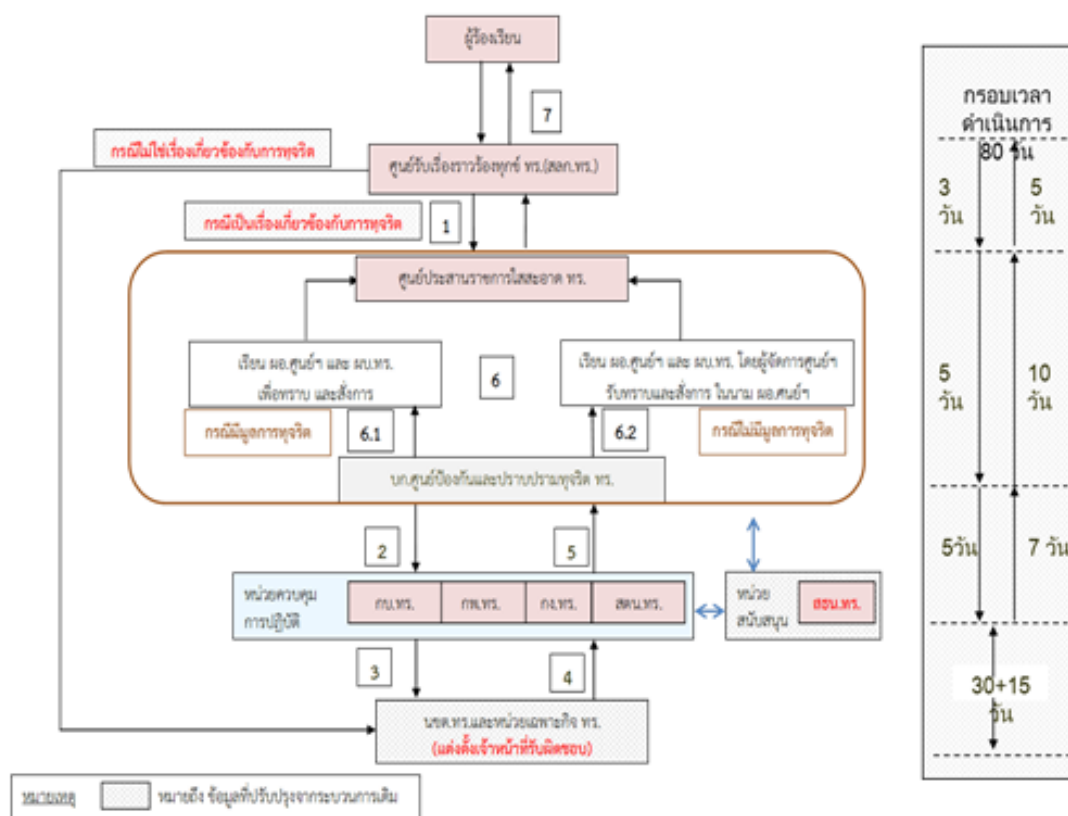 ผู้ร้องเรียน
7
กรณีไม่ใช่เรื่องเกี่ยวข้องกับการทุจริต
ศูนย์รับเรื่องราวร้องทุกข์ ทร.(สลก.ทร.)
กรณีเป็นเรื่องเกี่ยวข้องกับการทุจริต
1
ศูนย์ประสานราชการใสสะอาด ทร.
เรียน ผอ.ศูนย์ฯ และ ผบ.ทร.
เพื่อทราบ และสั่งการ
6
เรียน ผอ.ศูนย์ฯ และ ผบ.ทร. โดยผู้จัดการศูนย์ฯ
รับทราบและสั่งการ ในนาม ผอ.ศูนย์ฯ
กรณีมีมูลการทุจริต
6.1
6.2
กรณีไม่มีมูลการทุจริต
บก.ศูนย์ป้องกันและปราบปรามทุจริต ทร.
2
5
หน่วยควบคุม
การปฏิบัติ
กบ.ทร.
กพ.ทร.
กง.ทร.
สตน.ทร.
หน่วย
สนับสนุน
สธน.ทร.
3
4
นขต.ทร.และหน่วยเฉพาะกิจ ทร.
(แต่งตั้งเจ้าหน้าที่รับผิดชอบ)
หมายเหตุ
หมายถึง ข้อมูลที่ปรับปรุงจากกระบวนการเดิม
กรอบเวลา
ดำเนินการ
80 วัน
3
วัน
5
วัน
5
วัน
10
วัน
5วัน
7 วัน
30+15
วัน